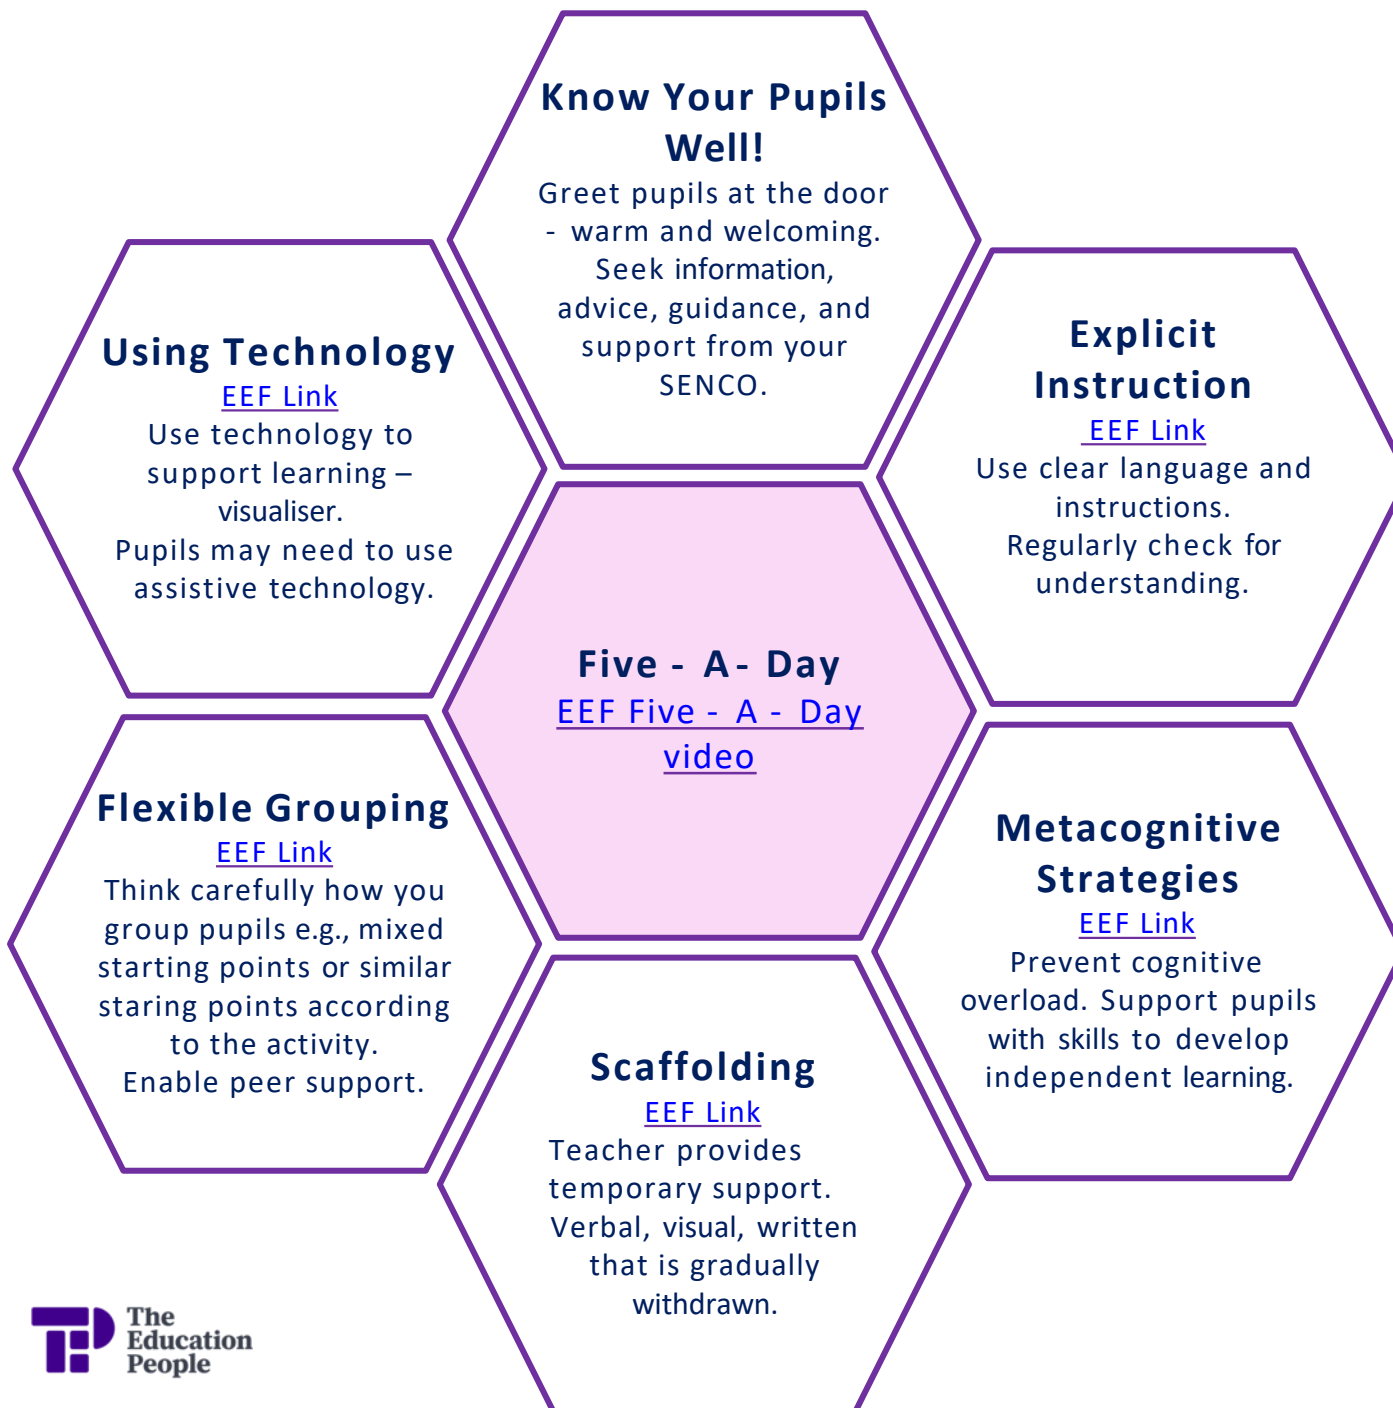 Know Your Pupils
Well!
Greet pupils at the door
- warm and welcoming.
Seek information,
advice, guidance, and
support from your
SENCO.
Using Technology
EEF Link
Use technology to
support learning –
visualiser.
Pupils may need to use
assistive technology.
Explicit
Instruction
EEF Link
Use clear language and
instructions.
Regularly check for
understanding.
Five - A- Day
EEF Five - A - Day
video
Flexible Grouping
EEF Link
Think carefully how you
group pupils e.g., mixed
starting points or similar
staring points according
to the activity.
Enable peer support.
Metacognitive
Strategies
EEF Link
Prevent cognitive
overload. Support pupils
with skills to develop
independent learning.
Scaffolding
EEF Link
Teacher provides
temporary support.
Verbal, visual, written
that is gradually
withdrawn.
The
Education
People